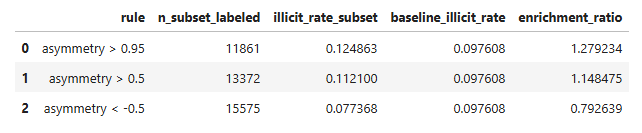 rule n_subset_labeled illicit_rate_subset baseline_illicit_rate enrichment_ratio
0 asymmetry > 0.95 11861 0.124863 0.097608 1.279234
1 asymmetry > 0.5 13372 0.112100 0.097608 1.148475
2 asymmetry < -0.5 15575 0.077368 0.097608 0.792639